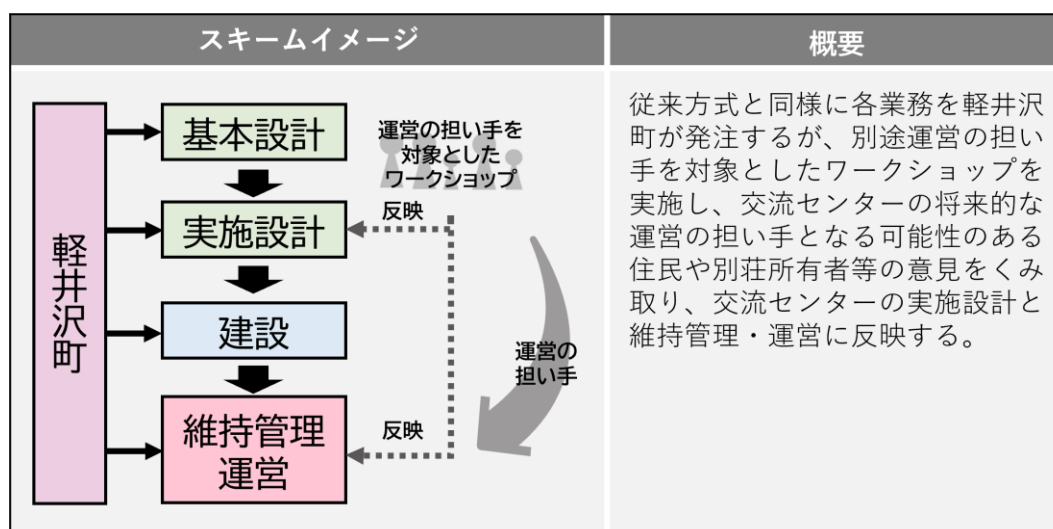 スキームイメージ
概要
軽井沢町
基本設計
実施設計
建設
維持管理
運営
運営の担い手を
対象とした
ワークショップ
反映
運営の
担い手
反映
従来方式と同様に各業務を軽井沢
町が発注するが、別途運営の担い
手を対象としたワークショップを
実施し、交流センターの将来的な
運営の担い手となる可能性のある
住民や別荘所有者等の意見をくみ
取り、交流センターの実施設計と
維持管理・運営に反映する。